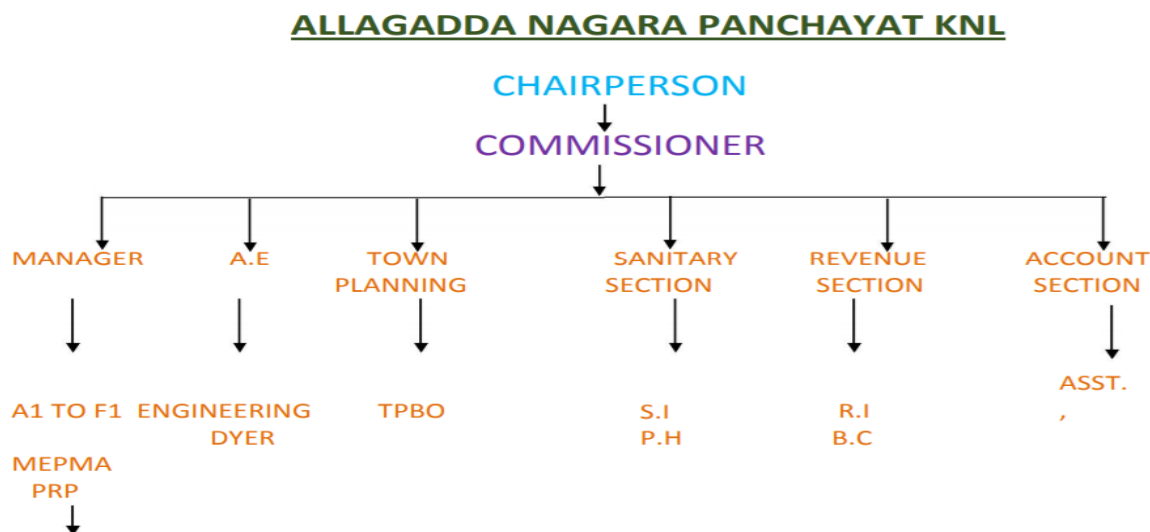 ALLAGADDA NAGARA PANCHAYAT KNL
CHAIRPERSON
COMMISSIONER
MANAGER
A.E
TOWN
PLANNING
SANITARY
SECTION
REVENUE
SECTION
ACCOUNT
SECTION
A1 TO F1
MEPMA
PRP
ENGINEERING
DYER
TPBO
S.I
P.H
R.I
B.C
ASST.
,